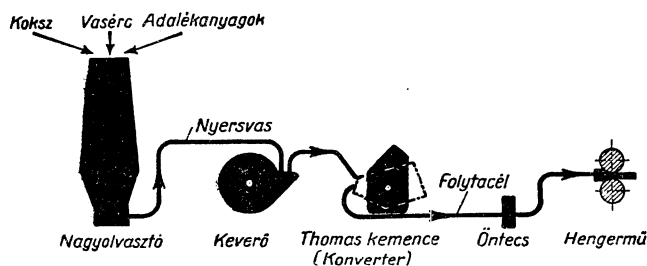 Koksz Vasérc Adalékanyagok
Nyersvas
Folytacél
Nagyolvasztó Keverő Thomas kemence Öntecs Hengermű
(Konverter)